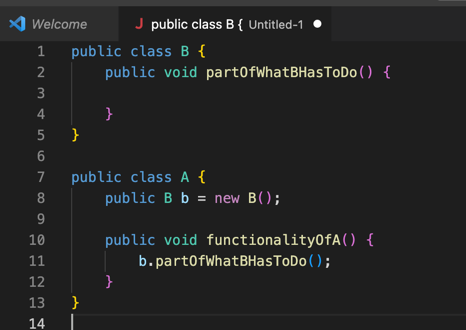 Welcome
J public class B { Untitled-1
1 public class B {
2     public void partOfWhatBHasToDo() {
3
4     }
5 }
6
7 public class A {
8     public B b = new B();
9
10     public void functionalityOfA() {
11         b.partOfWhatBHasToDo();
12     }
13 }
14